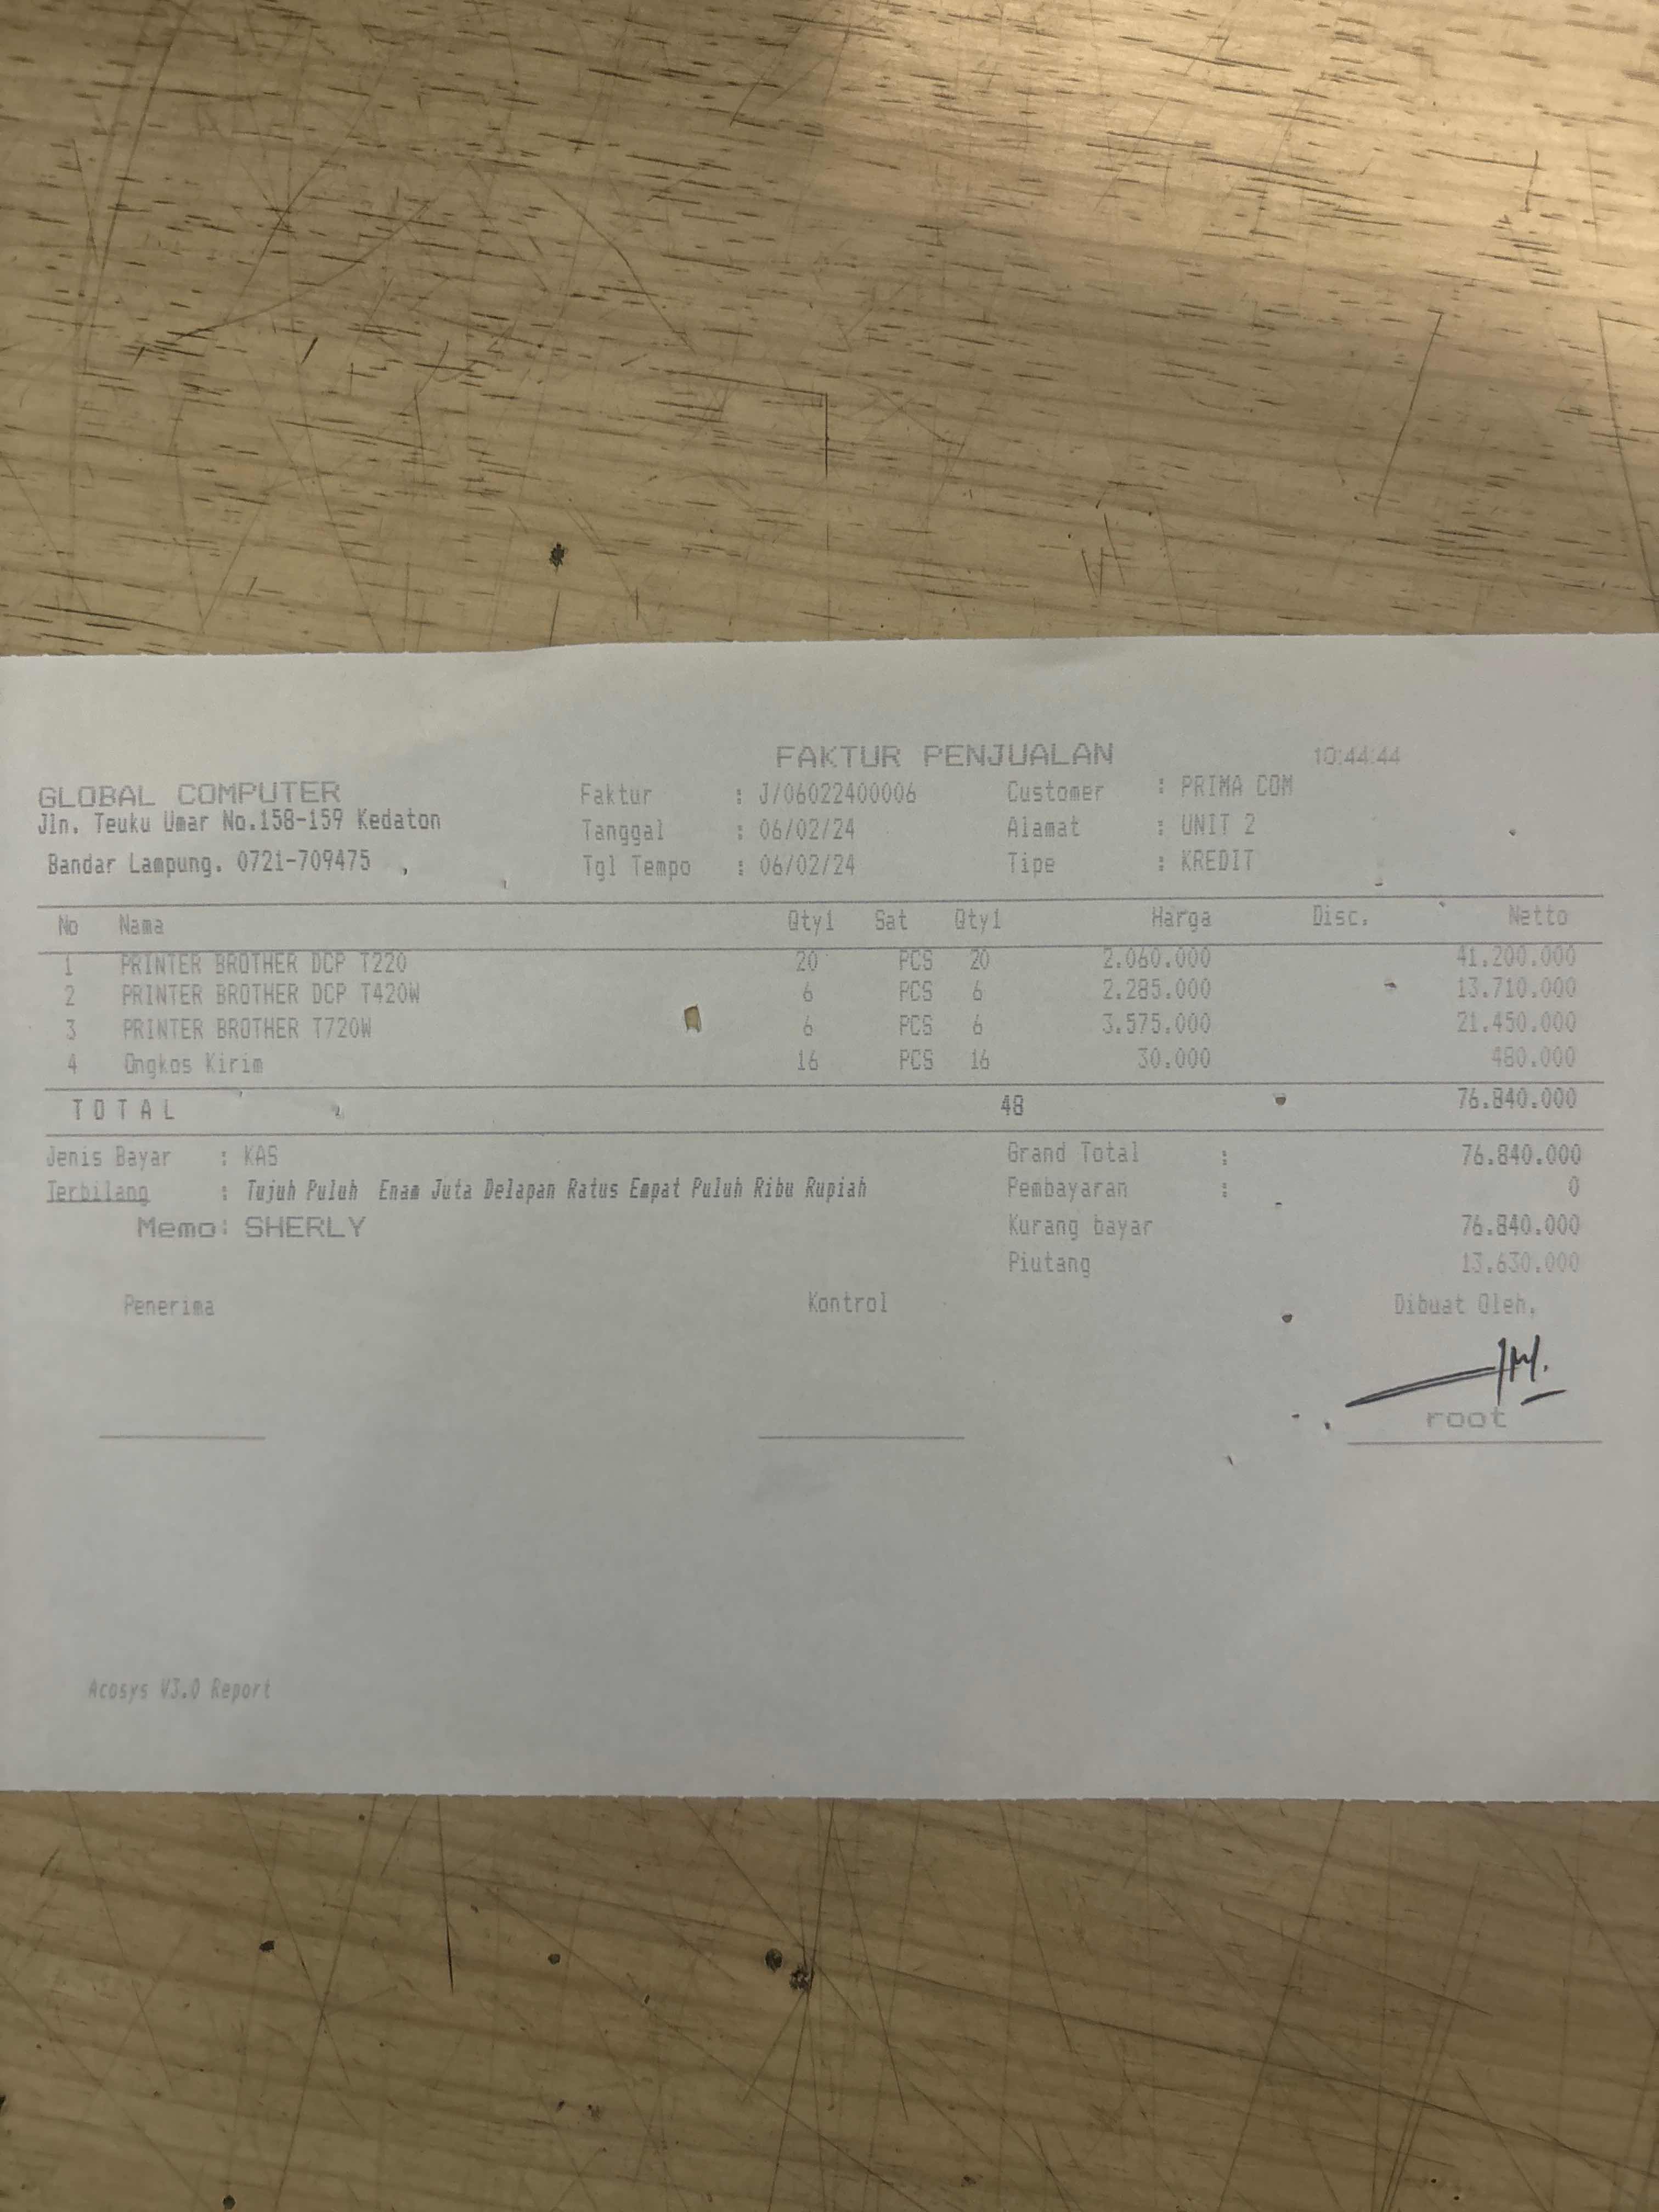 FAKTUR PENJUALAN 10:44:44
GLOBAL COMPUTER Faktur : J/06022400006 Customer : PRIMA COM
Jln. Teuku Umar No.158-159 Kedaton Tanggal : 06/02/24 Alamat : UNIT 2
Bandar Lampung. 0721-709475 Tgl Tempo : 06/02/24 Tipe : KREDIT
No Nama Qty1 Sat Qty1 Harga Disc. Netto
1 PRINTER BROTHER DCP T220 20 PCS 20 2.060.000 41.200.000
2 PRINTER BROTHER DCP T420W 6 PCS 6 2.285.000 13.710.000
3 PRINTER BROTHER T720W 6 PCS 6 3.575.000 21.450.000
4 Ongkos Kirim 16 PCS 16 30.000 480.000
TOTAL 48 76.840.000
Jenis Bayar : KAS Grand Total : 76.840.000
Terbilang : Tujuh Puluh Enam Juta Delapan Ratus Empat Puluh Ribu Rupiah Pembayaran : 0
Memo: SHERLY Kurang bayar 76.840.000
Piutang 13.630.000
Penerima Kontrol Dibuat Oleh,
root
Acosys V3.0 Report